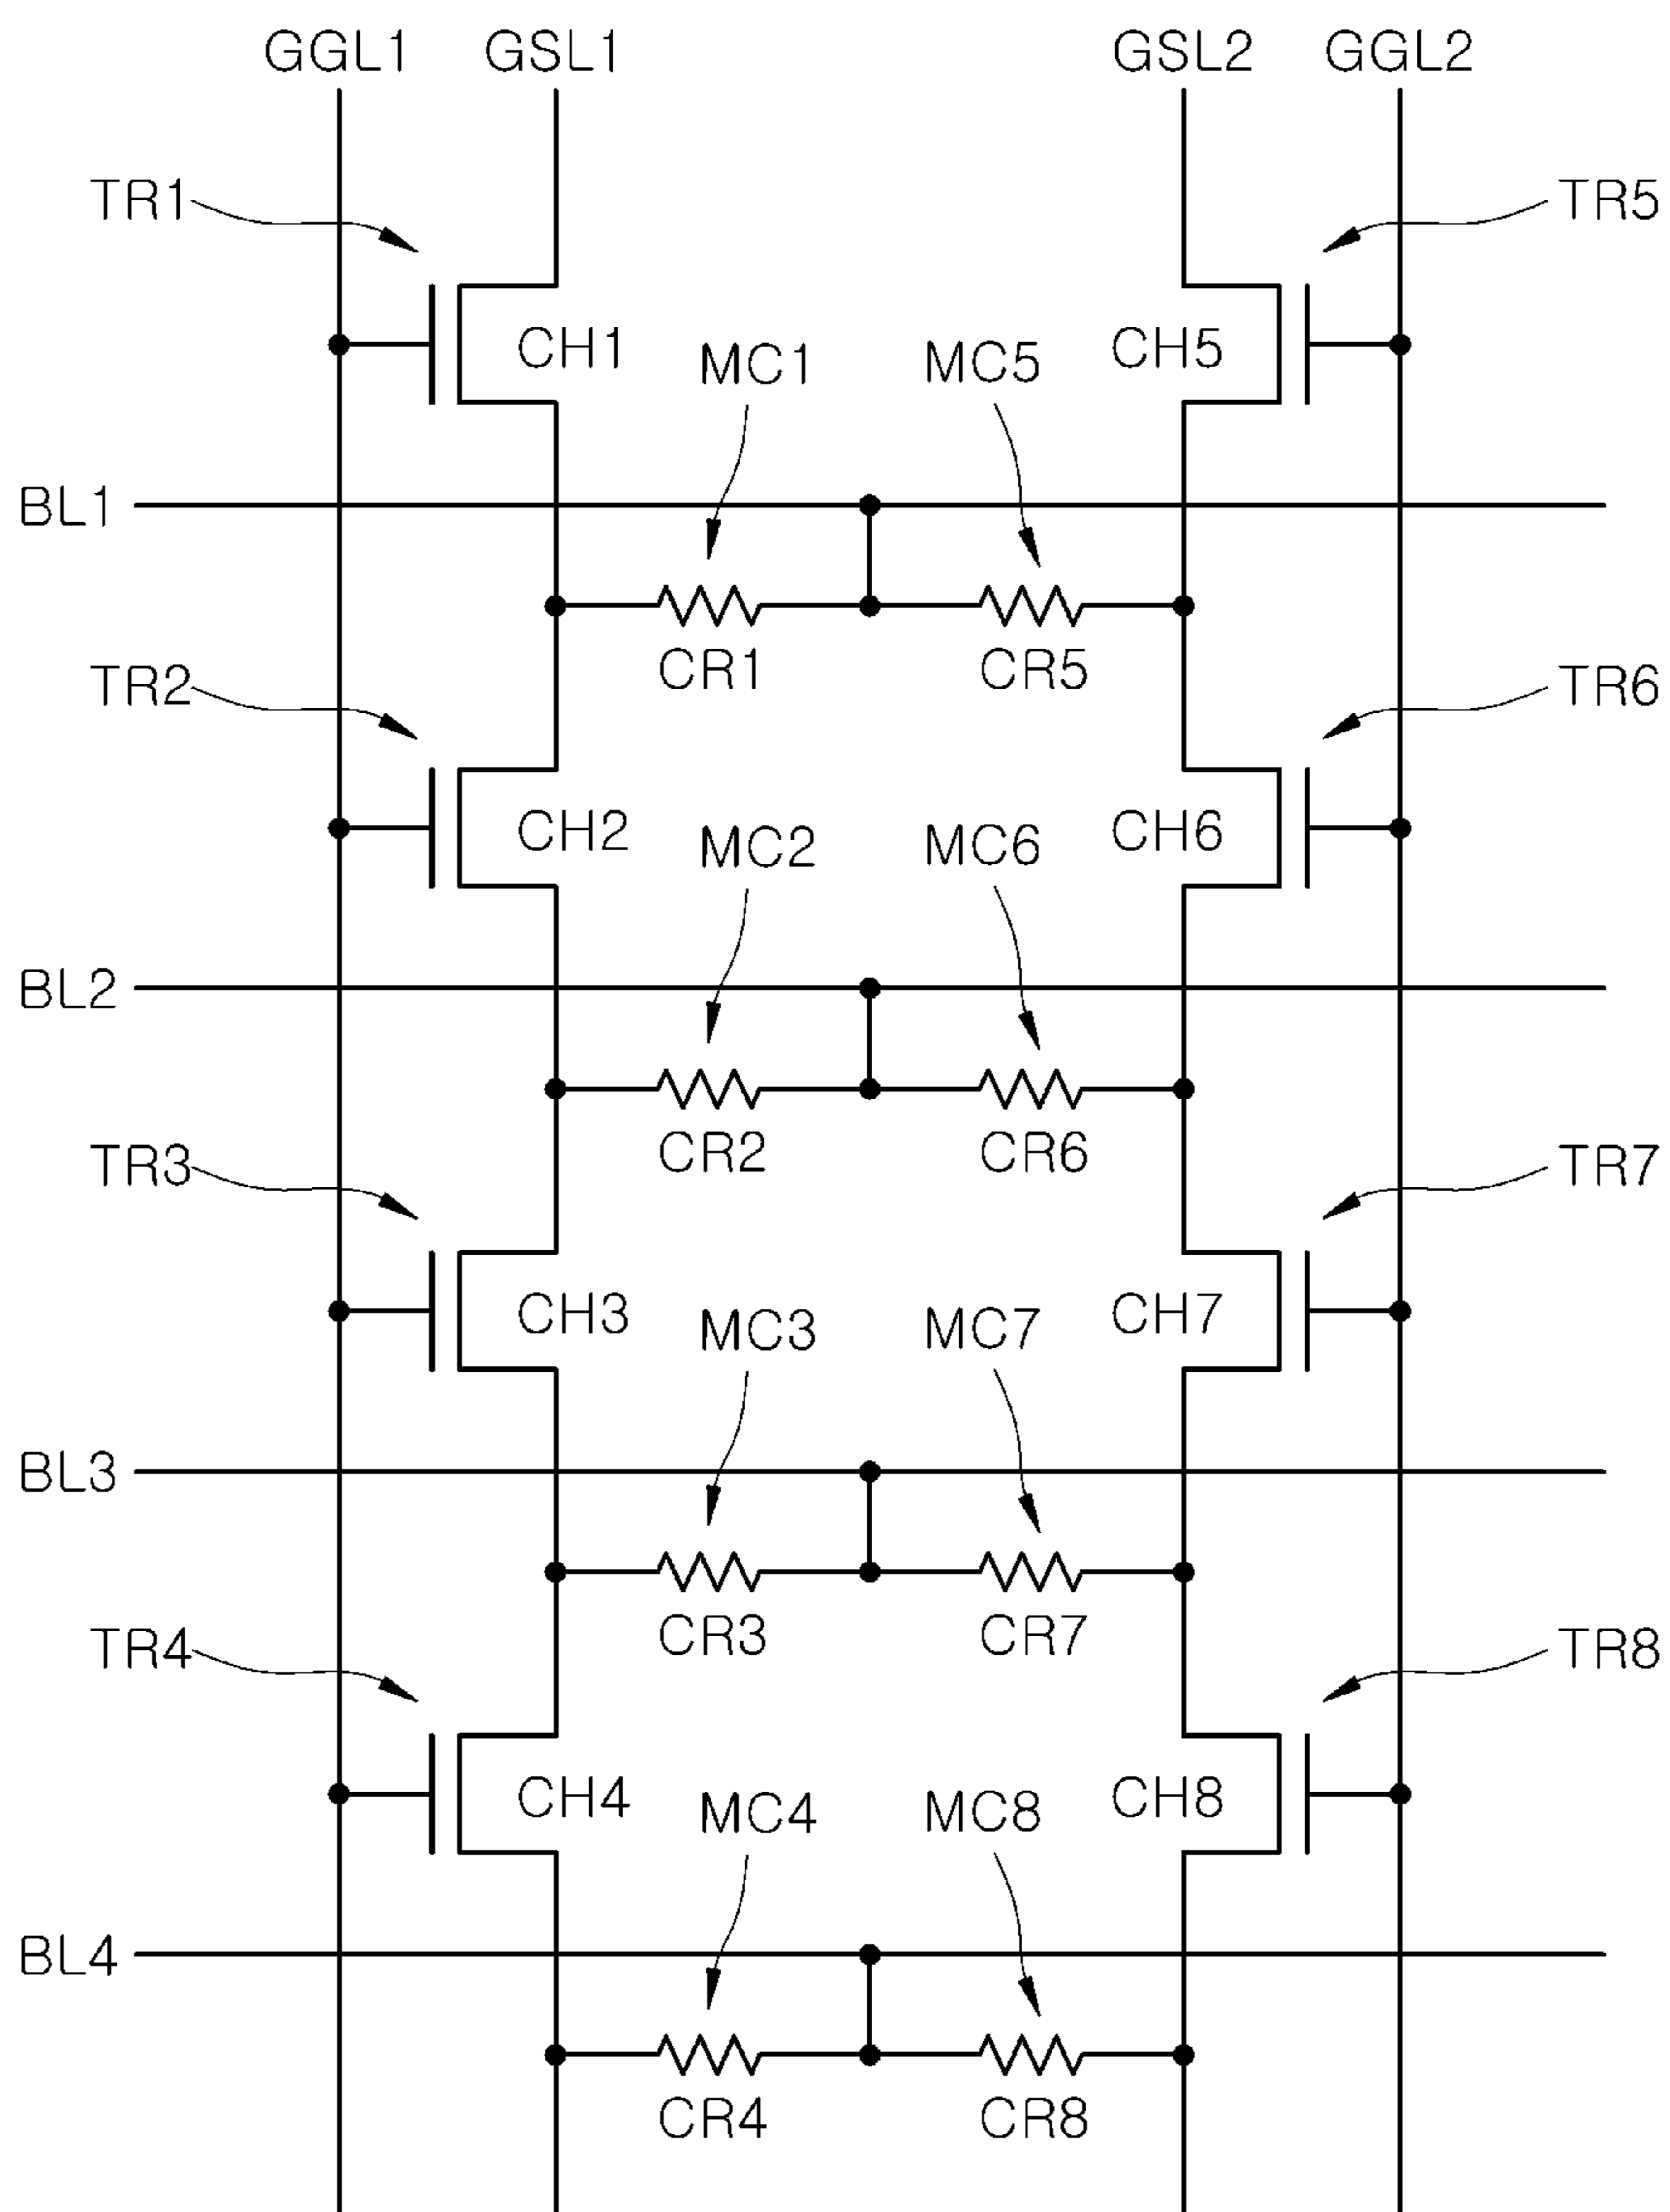 GGL1 GSL1 GSL2 GGL2
TR1 TR5
CH1 MC1 MC5 CH5
BL1
CR1 CR5
TR2 TR6
CH2 MC2 MC6 CH6
BL2
CR2 CR6
TR3 TR7
CH3 MC3 MC7 CH7
BL3
CR3 CR7
TR4 TR8
CH4 MC4 MC8 CH8
BL4
CR4 CR8